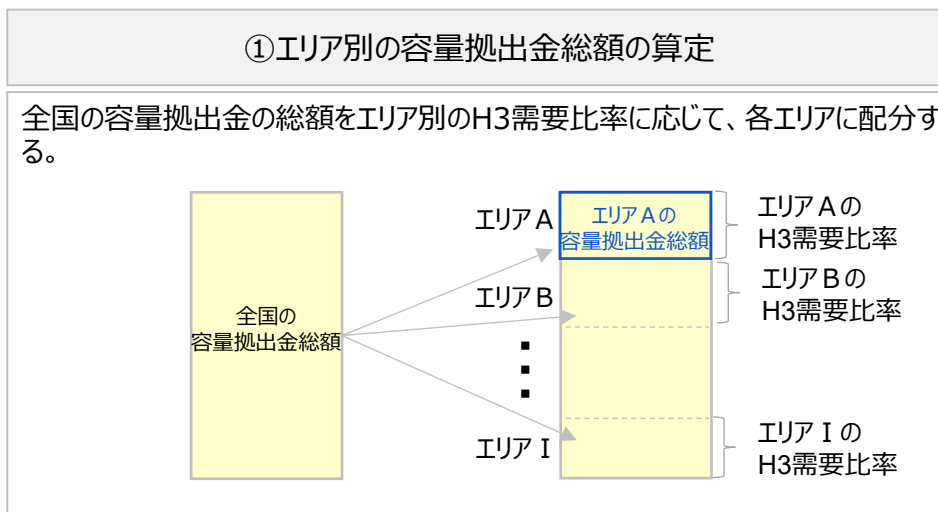 ①エリア別の容量拠出金総額の算定
全国の容量拠出金の総額をエリア別のH3需要比率に応じて、各エリアに配分す
る。
エリアA
エリアAの
容量拠出金総額
エリアAの
H3需要比率
エリアB
エリアBの
H3需要比率
全国の
容量拠出金総額
エリアI
エリアIの
H3需要比率